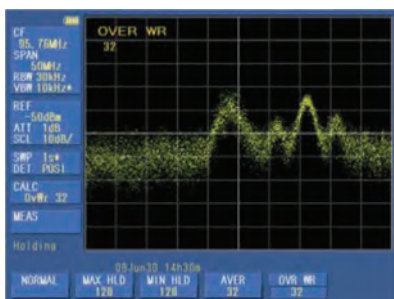 CF
95.76MHz
SPAN
50MHz
RBW 30kHz
VBW 10kHz*
REF
-50dBm
ATT 1dB
SCL 10dB/
SWP 1s*
DET POSI
CALC
OvWr 32
MEAS
Holding
OVER WR
32
09Jun30 14h30m
NORMAL
MAX HLD
128
MIN HLD
128
AVER
32
OVR WR
32